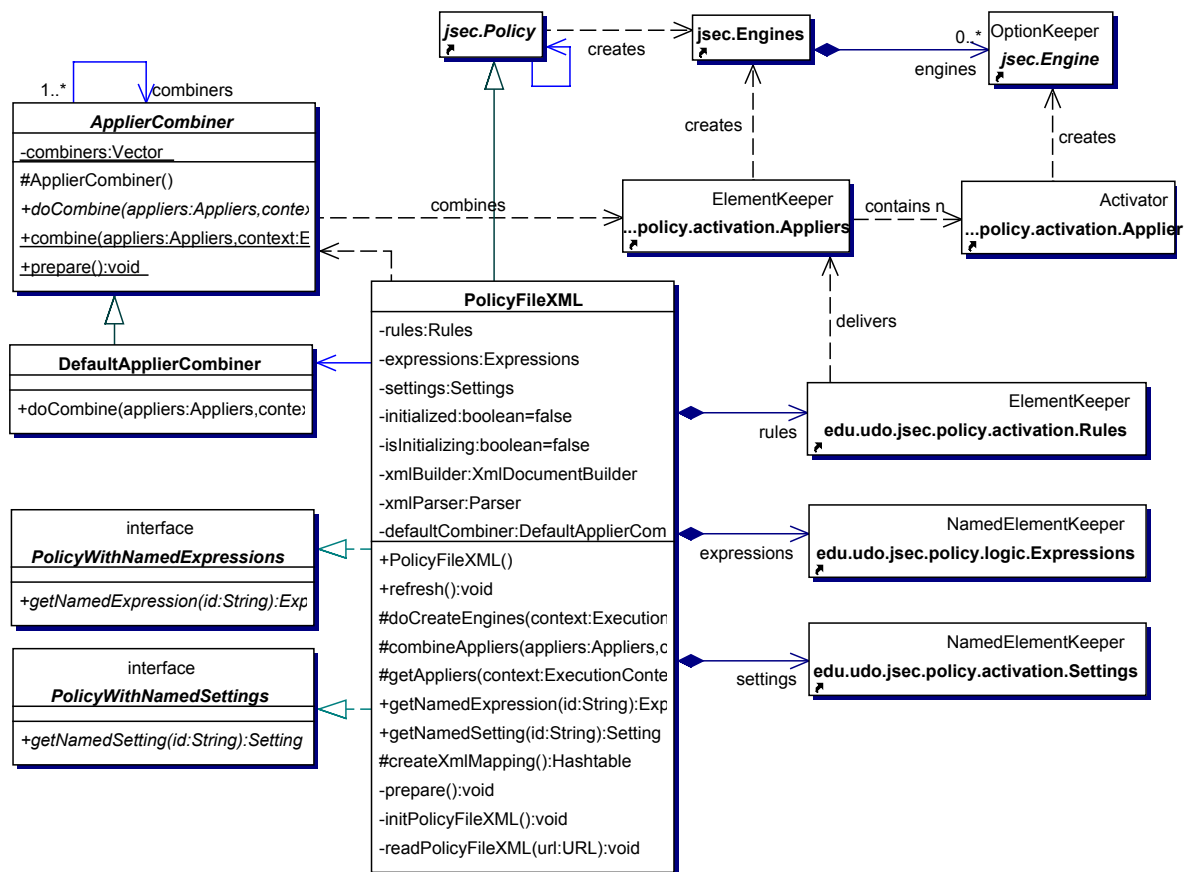 jsec.Policy
creates
jsec.Engines
0..*
engines
OptionKeeper
jsec.Engine
1..*
combiners
ApplierCombiner
-combiners:Vector
#ApplierCombiner()
+doCombine(appliers:Appliers,contex
+combine(appliers:Appliers,context:E
+prepare():void
combines
creates
creates
ElementKeeper
...policy.activation.Appliers
contains n
Activator
...policy.activation.Applier
delivers
DefaultApplierCombiner
+doCombine(appliers:Appliers,contex
PolicyFileXML
-rules:Rules
-expressions:Expressions
-settings:Settings
-initialized:boolean=false
-isInitializing:boolean=false
-xmlBuilder:XmlDocumentBuilder
-xmlParser:Parser
-defaultCombiner:DefaultApplierCom
+PolicyFileXML()
+refresh():void
#doCreateEngines(context:Execution
#combineAppliers(appliers:Appliers,c
#getAppliers(context:ExecutionConte
+getNamedExpression(id:String):Exp
+getNamedSetting(id:String):Setting
#createXmlMapping():Hashtable
-prepare():void
-initPolicyFileXML():void
-readPolicyFileXML(url:URL):void
rules
ElementKeeper
edu.udo.jsec.policy.activation.Rules
expressions
NamedElementKeeper
edu.udo.jsec.policy.logic.Expressions
settings
NamedElementKeeper
edu.udo.jsec.policy.activation.Settings
interface
PolicyWithNamedExpressions
+getNamedExpression(id:String):Exp
interface
PolicyWithNamedSettings
+getNamedSetting(id:String):Setting